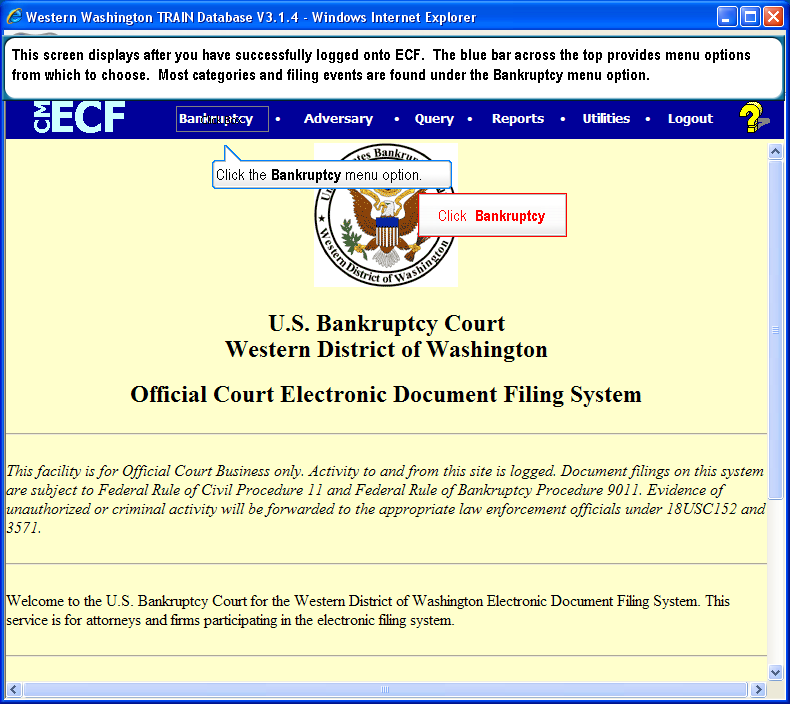 Western Washington TRAIN Database V3.1.4 - Windows Internet Explorer
This screen displays after you have successfully logged onto ECF. The blue bar across the top provides menu options
from which to choose. Most categories and filing events are found under the Bankruptcy menu option.
CM ECF Bankruptcy • Adversary • Query • Reports • Utilities • Logout ?
Click the Bankruptcy menu option.
Click Bankruptcy
Western District of Washington
U.S. Bankruptcy Court
Western District of Washington
Official Court Electronic Document Filing System
This facility is for Official Court Business only. Activity to and from this site is logged. Document filings on this system
are subject to Federal Rule of Civil Procedure 11 and Federal Rule of Bankruptcy Procedure 9011. Evidence of
unauthorized or criminal activity will be forwarded to the appropriate law enforcement officials under 18USC152 and
3571.
Welcome to the U.S. Bankruptcy Court for the Western District of Washington Electronic Document Filing System. This
service is for attorneys and firms participating in the electronic filing system.